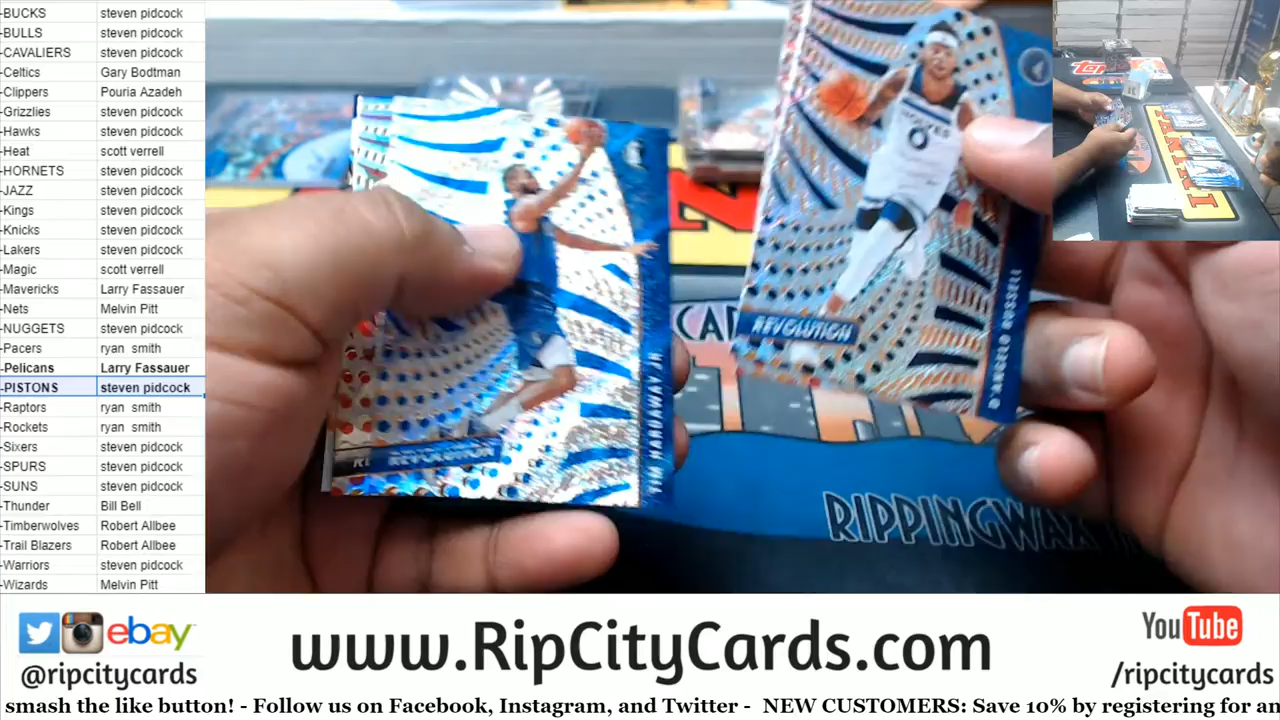 -BUCKS steven pidcock
-BULLS steven pidcock
-CAVALIERS steven pidcock
-Celtics Gary Bodtman
-Clippers Pouria Azadeh
-Grizzlies steven pidcock
-Hawks steven pidcock
-Heat scott verrell
-HORNETS steven pidcock
-JAZZ steven pidcock
-Kings steven pidcock
-Knicks steven pidcock
-Lakers steven pidcock
-Magic scott verrell
-Mavericks Larry Fassauer
-Nets Melvin Pitt
-NUGGETS steven pidcock
-Pacers ryan smith
-Pelicans Larry Fassauer
-PISTONS steven pidcock
-Raptors ryan smith
-Rockets ryan smith
-Sixers steven pidcock
-SPURS steven pidcock
-SUNS steven pidcock
-Thunder Bill Bell
-Timberwolves Robert Allbee
-Trail Blazers Robert Allbee
-Warriors steven pidcock
-Wizards Melvin Pitt
WOLVES
0
REVOLUTION
D'ANGELO RUSSELL
REVOLUTION
TIM HARDAWAY JR
CAR
RIPPINGWAX
PANINI
ebay
@ripcitycards
www.RipCityCards.com
YouTube
/ripcitycards
smash the like button! - Follow us on Facebook, Instagram, and Twitter - NEW CUSTOMERS: Save 10% by registering for an